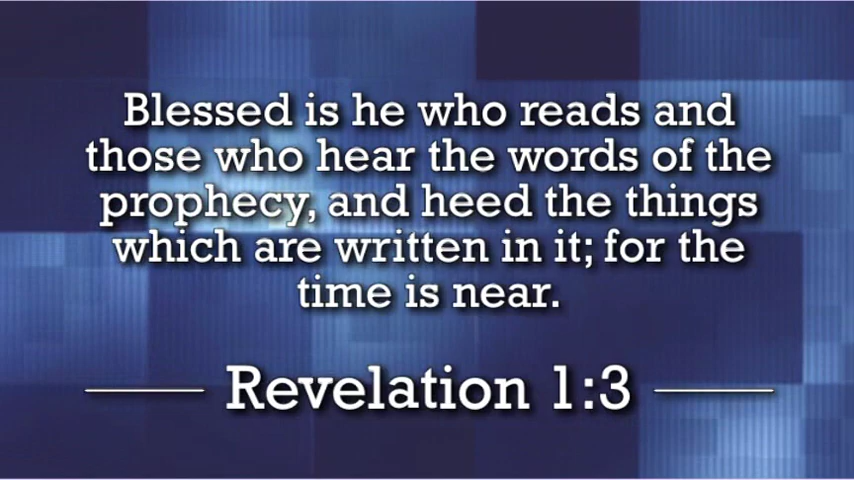 Blessed is he who reads and
those who hear the words of the
prophecy, and heed the things
which are written in it; for the
time is near.
Revelation 1:3